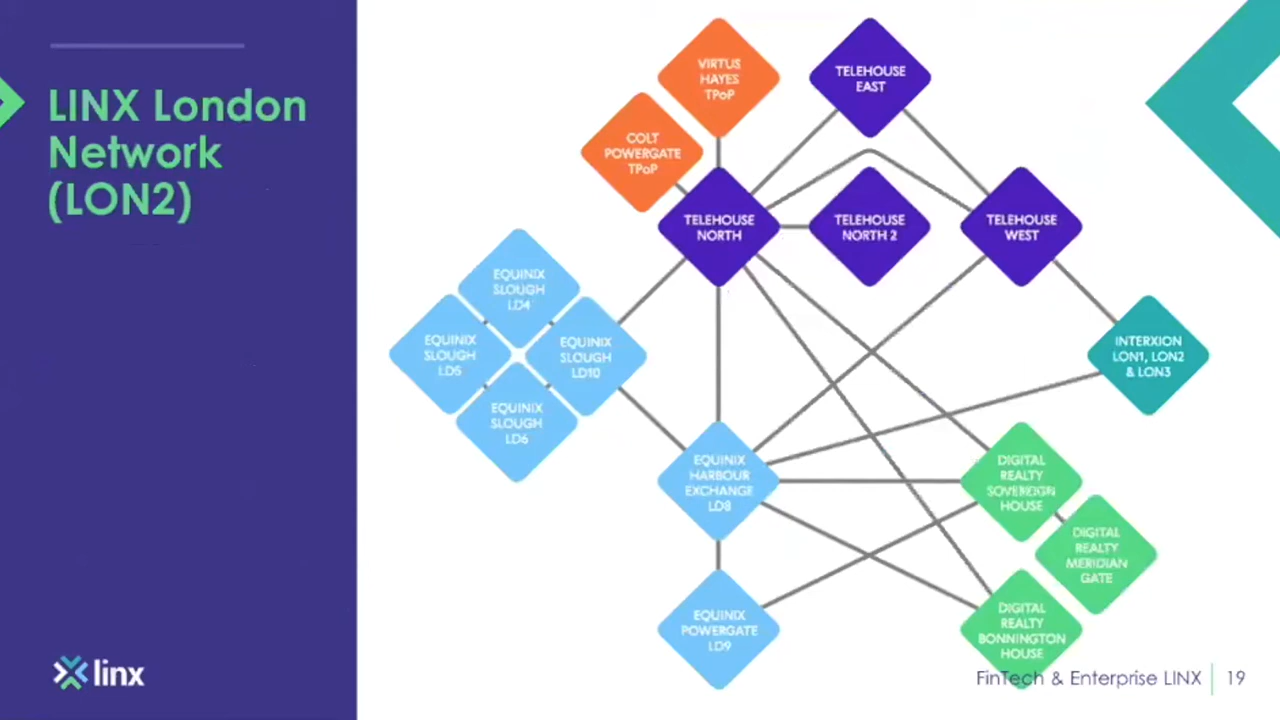 LINX London
Network
(LON2)
VIRTUS
HAYES
TPoP
TELEHOUSE
EAST
COLT
POWERGATE
TPoP
TELEHOUSE
NORTH
TELEHOUSE
NORTH 2
TELEHOUSE
WEST
EQUINIX
SLOUGH
LD4
EQUINIX
SLOUGH
LD5
EQUINIX
SLOUGH
LD10
EQUINIX
SLOUGH
LD6
INTERXION
LON1, LON2
& LON3
EQUINIX
HARBOUR
EXCHANGE
LD8
DIGITAL
REALTY
SOVEREIGN
HOUSE
DIGITAL
REALTY
MERIDIAN
GATE
EQUINIX
POWERGATE
LD9
DIGITAL
REALTY
BONNINGTON
HOUSE
linx
FinTech & Enterprise LINX 19